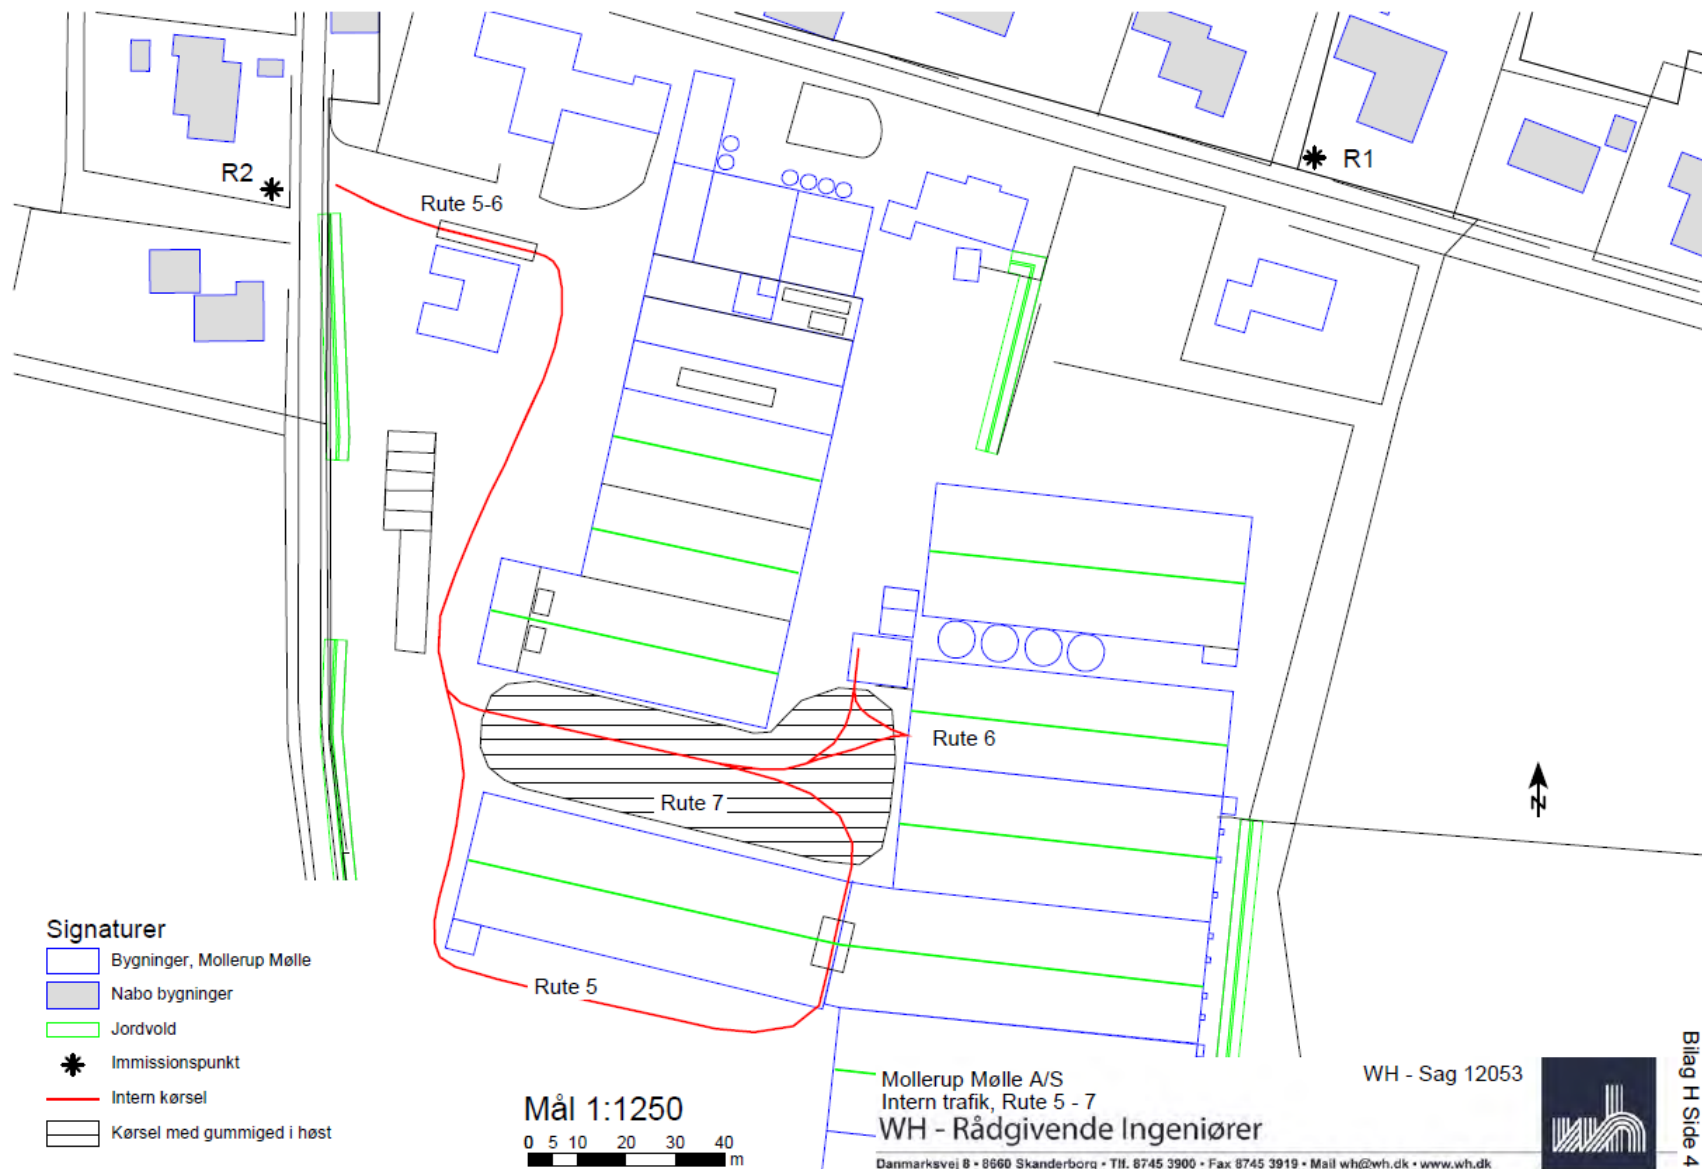 R2
R1
Rute 5-6
Rute 6
Rute 7
Rute 5
N
Signaturer
Bygninger, Mollerup Mølle
Nabo bygninger
Jordvold
Immissionspunkt
Intern kørsel
Kørsel med gummiged i høst
Mål 1:1250
0 5 10 20 30 40
m
Mollerup Mølle A/S
Intern trafik, Rute 5 - 7
WH - Rådgivende Ingeniører
Danmarksvej 8 • 8660 Skanderborg • Tlf. 8745 3900 • Fax 8745 3919 • Mail wh@wh.dk • www.wh.dk
WH - Sag 12053
wh
Bilag H Side 4